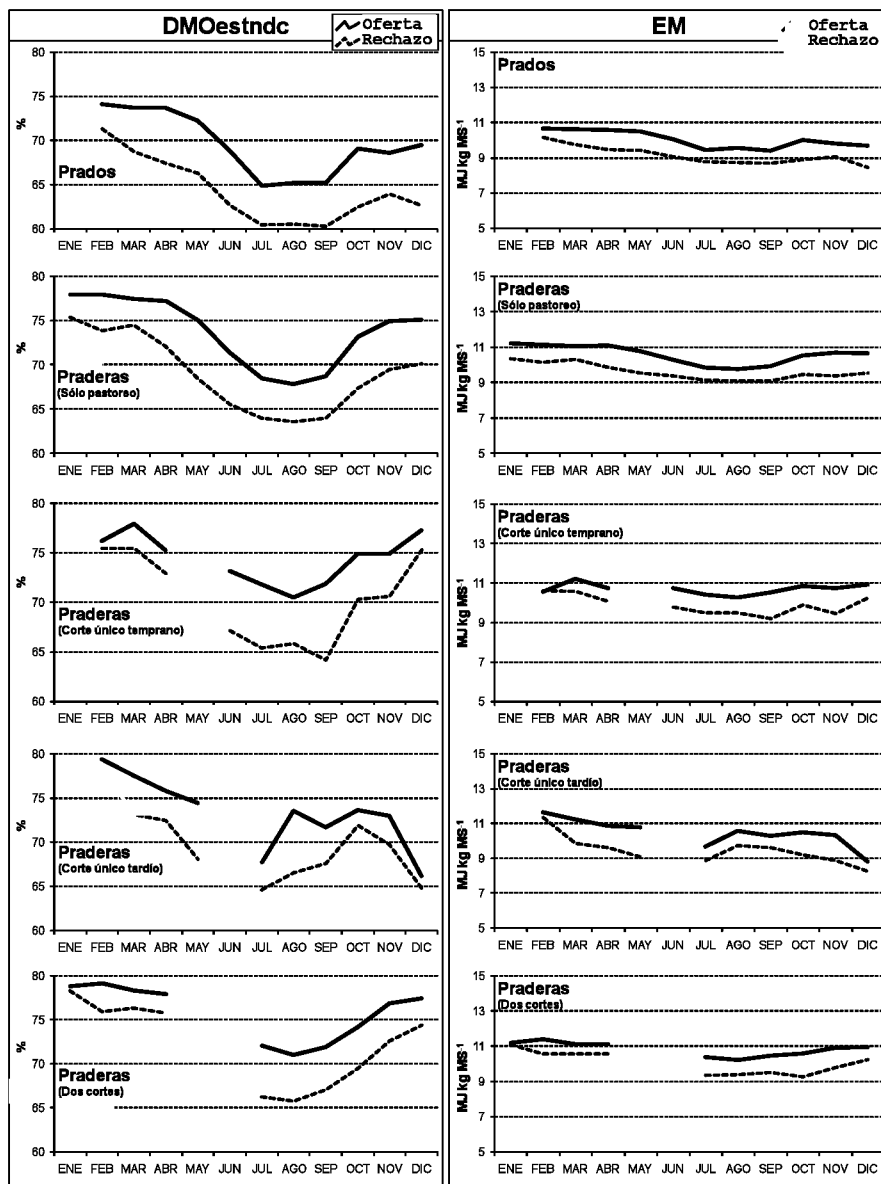 DMOestndc
Oferta
Rechazo
80
75
70
65
60
%
Prados
ENE FEB MAR ABR MAY JUN JUL AGO SEP OCT NOV DIC
80
75
70
65
60
%
Praderas
(Sólo pastoreo)
ENE FEB MAR ABR MAY JUN JUL AGO SEP OCT NOV DIC
80
75
70
65
60
%
Praderas
(Corte único temprano)
ENE FEB MAR ABR MAY JUN JUL AGO SEP OCT NOV DIC
80
75
70
65
60
%
Praderas
(Corte único tardío)
ENE FEB MAR ABR MAY JUN JUL AGO SEP OCT NOV DIC
80
75
70
65
60
%
Praderas
(Dos cortes)
ENE FEB MAR ABR MAY JUN JUL AGO SEP OCT NOV DIC
EM
Oferta
Rechazo
15
13
11
9
7
5
MJ kg MS⁻¹
Prados
ENE FEB MAR ABR MAY JUN JUL AGO SEP OCT NOV DIC
15
13
11
9
7
5
MJ kg MS⁻¹
Praderas
(Sólo pastoreo)
ENE FEB MAR ABR MAY JUN JUL AGO SEP OCT NOV DIC
15
13
11
9
7
5
MJ kg MS⁻¹
Praderas
(Corte único temprano)
ENE FEB MAR ABR MAY JUN JUL AGO SEP OCT NOV DIC
15
13
11
9
7
5
MJ kg MS⁻¹
Praderas
(Corte único tardío)
ENE FEB MAR ABR MAY JUN JUL AGO SEP OCT NOV DIC
15
13
11
9
7
5
MJ kg MS⁻¹
Praderas
(Dos cortes)
ENE FEB MAR ABR MAY JUN JUL AGO SEP OCT NOV DIC